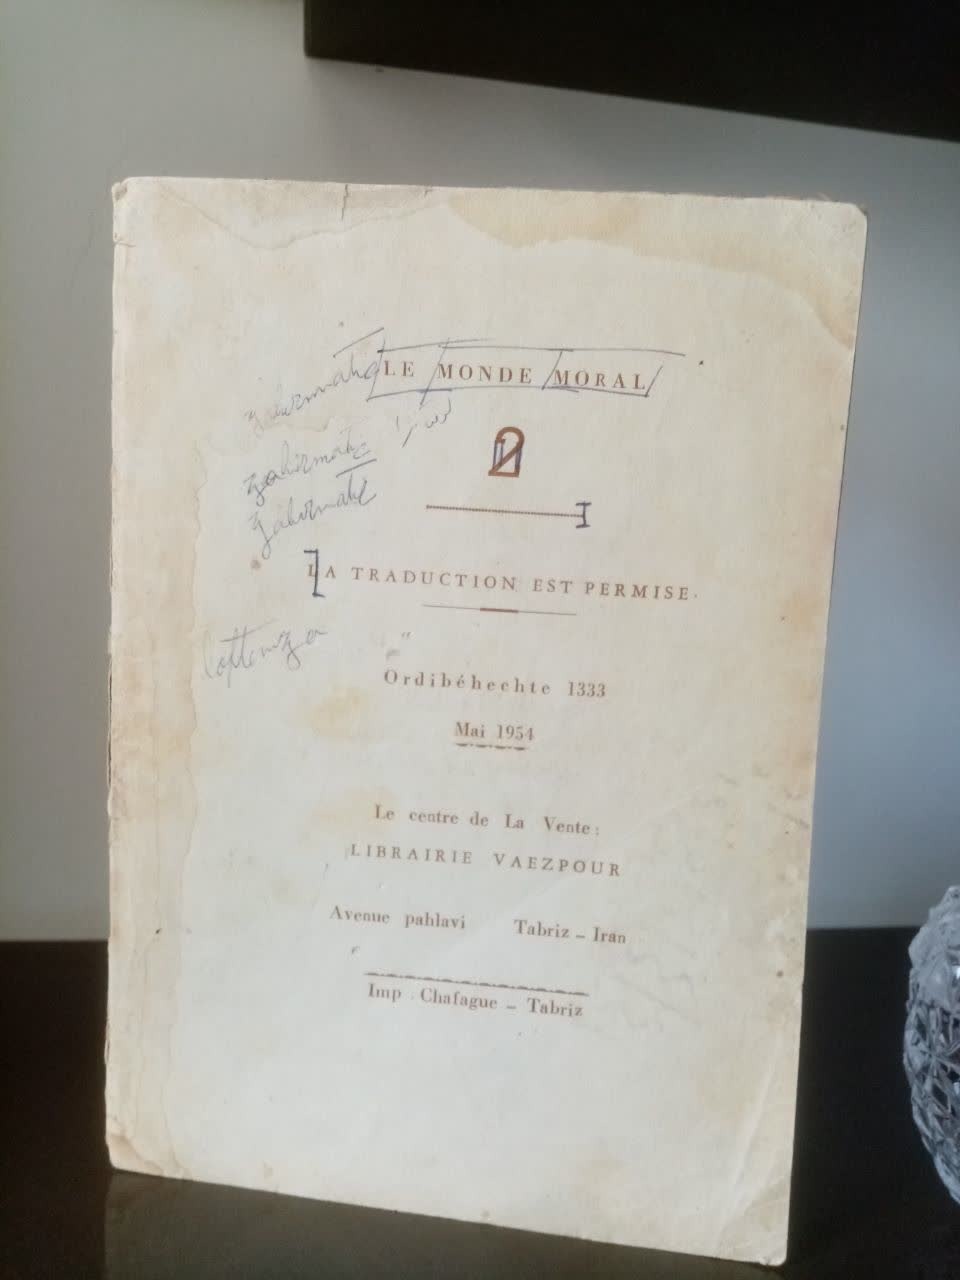 LE MONDE MORAL
2
LA TRADUCTION EST PERMISE.
Ordibéhechte 1333
Mai 1954
Le centre de La Vente :
LIBRAIRIE VAEZPOUR
Avenue pahlavi Tabriz - Iran
Imp . Chafague - Tabriz